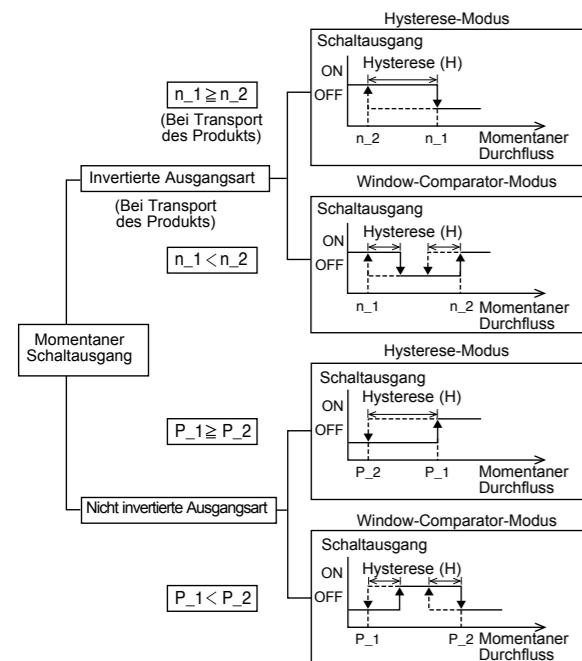 Hysterese-Modus
Schaltausgang
Hysterese (H)
ON
OFF
n_2
n_1
Momentaner
Durchfluss
n_1≧n_2
(Bei Transport
des Produkts)
Invertierte Ausgangsart
(Bei Transport
des Produkts)
Window-Comparator-Modus
Schaltausgang
Hysterese (H)
ON
OFF
n_1
n_2
Momentaner
Durchfluss
n_1<n_2
Momentaner
Schaltausgang
Hysterese-Modus
Schaltausgang
Hysterese (H)
ON
OFF
P_2
P_1
Momentaner
Durchfluss
P_1≧P_2
Nicht invertierte Ausgangsart
Window-Comparator-Modus
Schaltausgang
Hysterese (H)
ON
OFF
P_1
P_2
Momentaner
Durchfluss
P_1<P_2